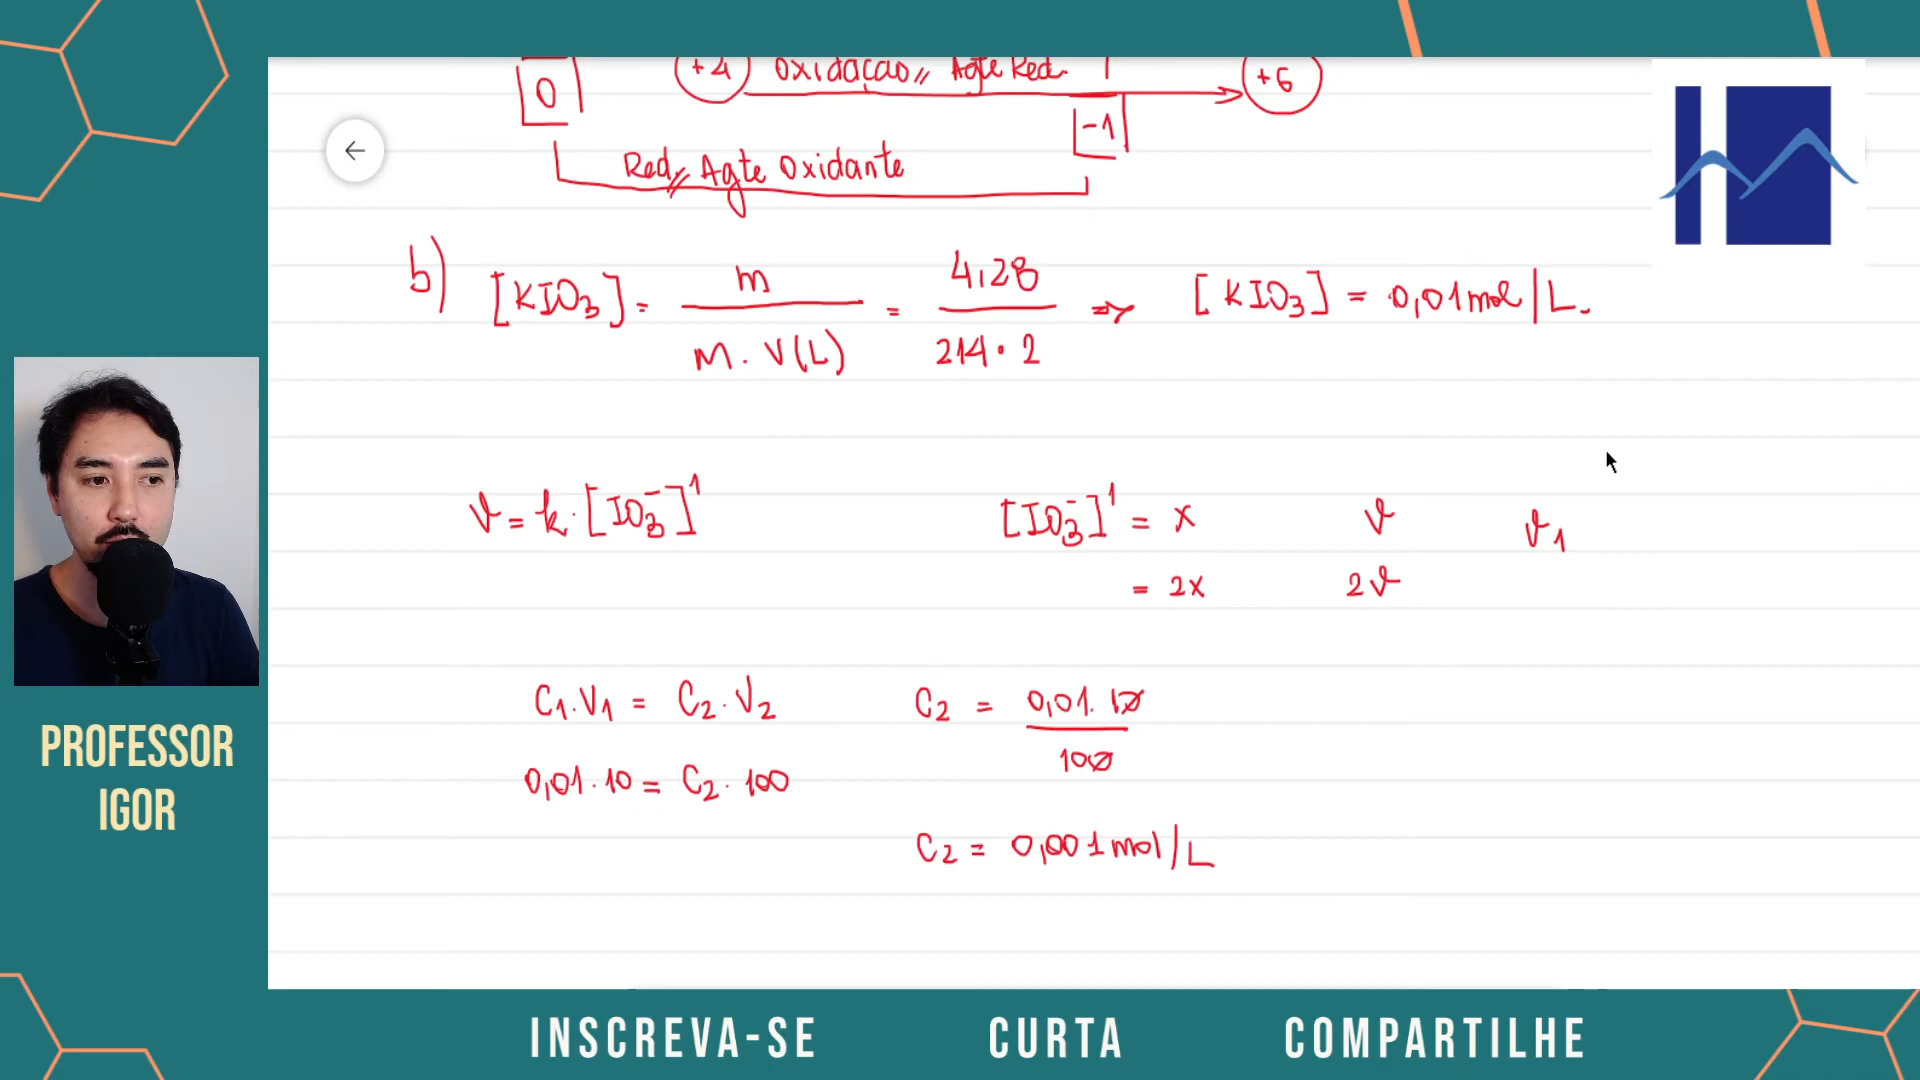 0 +4 Oxidação// Agte Red. +6
-1
Red.// Agte Oxidante
b) [KIO3] = m / M . V(L) = 4,28 / 214 . 2 ⇒ [KIO3] = 0,01 mol/L.
v = k . [IO3-]^1 [IO3-]^1 = x v v1
= 2x 2v
C1.V1 = C2.V2 C2 = 0,01.10 / 100
0,01.10 = C2.100
C2 = 0,001 mol/L
PROFESSOR
IGOR
INSCREVA-SE CURTA COMPARTILHE